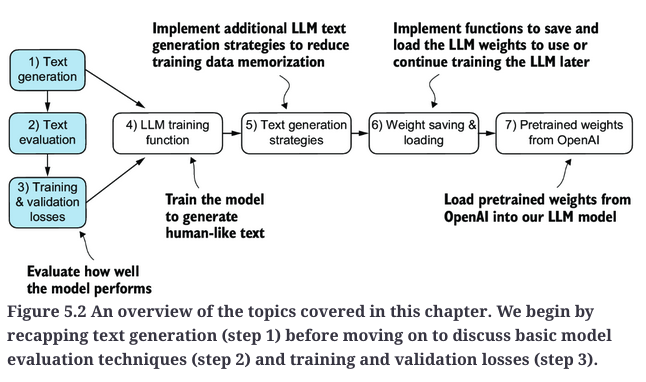 Implement additional LLM text
generation strategies to reduce
training data memorization
Implement functions to save and
load the LLM weights to use or
continue training the LLM later
1) Text
generation
2) Text
evaluation
3) Training
& validation
losses
4) LLM training
function
5) Text generation
strategies
6) Weight saving &
loading
7) Pretrained weights
from OpenAI
Train the model
to generate
human-like text
Load pretrained weights from
OpenAI into our LLM model
Evaluate how well
the model performs
Figure 5.2 An overview of the topics covered in this chapter. We begin by
recapping text generation (step 1) before moving on to discuss basic model
evaluation techniques (step 2) and training and validation losses (step 3).